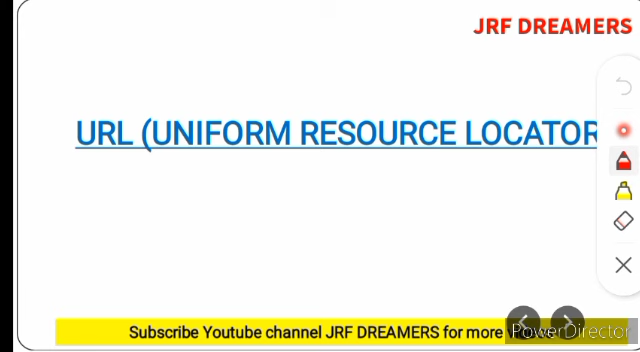 JRF DREAMERS
URL (UNIFORM RESOURCE LOCATOR
Subscribe Youtube channel JRF DREAMERS for more
PowerDirector